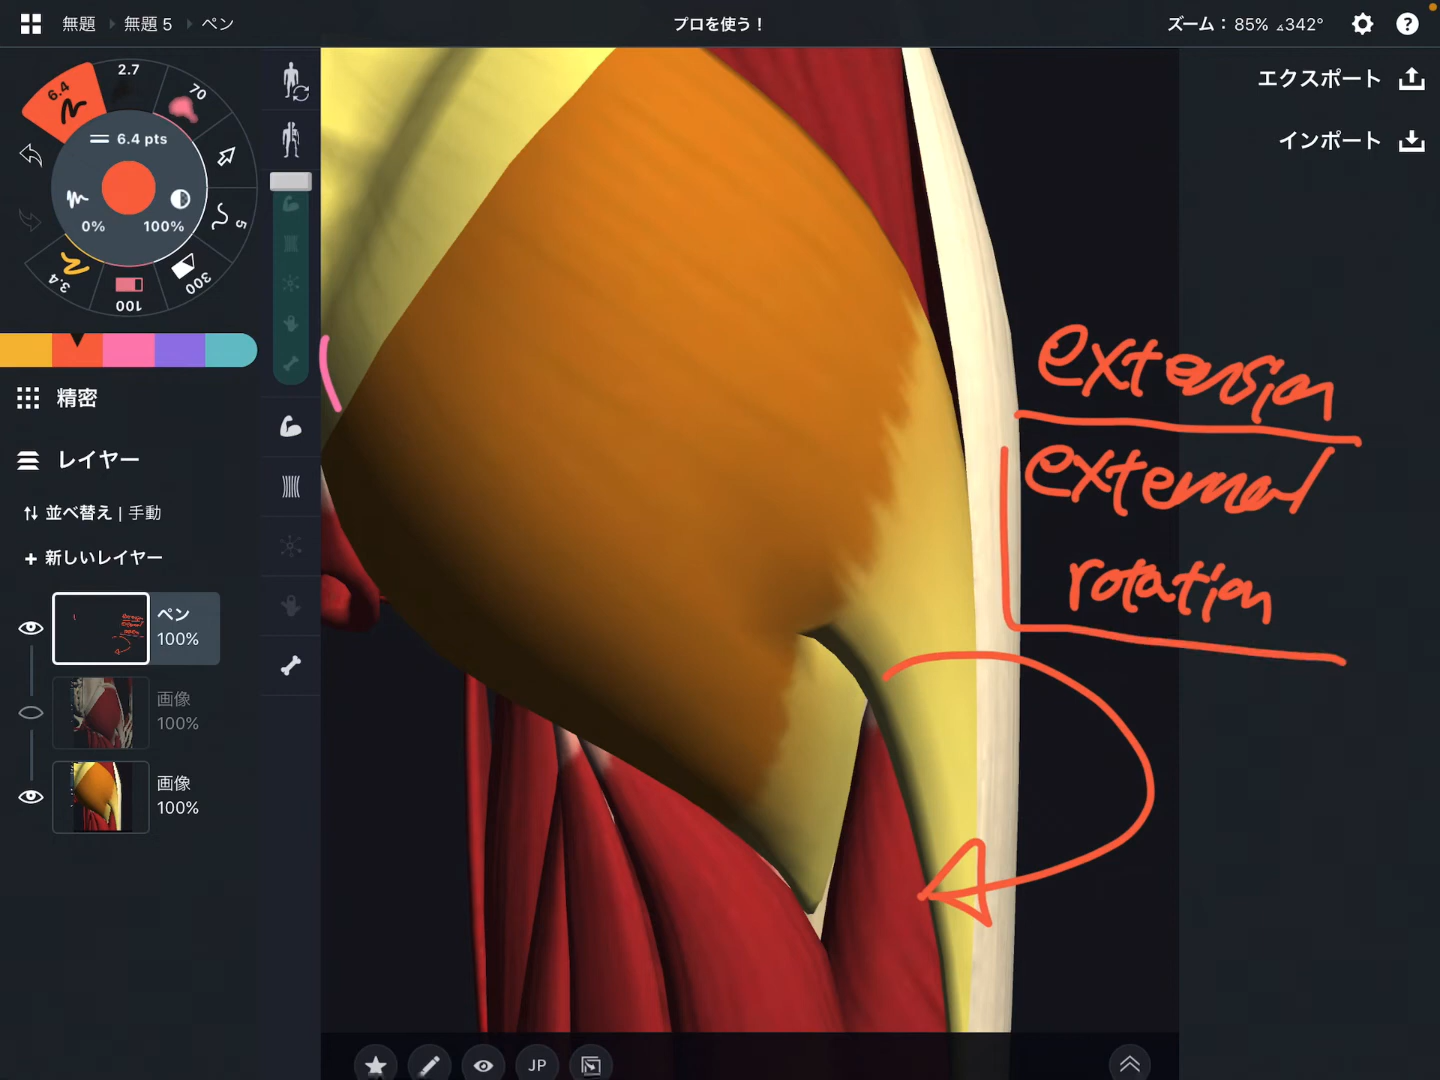 無題 無題 5 ペン
プロを使う！
ズーム： 85% ⊿342°
エクスポート
インポート
2.7
6.4
70
6.4 pts
0%
100%
5
300
100
3.4
精密
レイヤー
並べ替え | 手動
+ 新しいレイヤー
ペン
100%
画像
100%
画像
100%
extension
external
rotation
JP